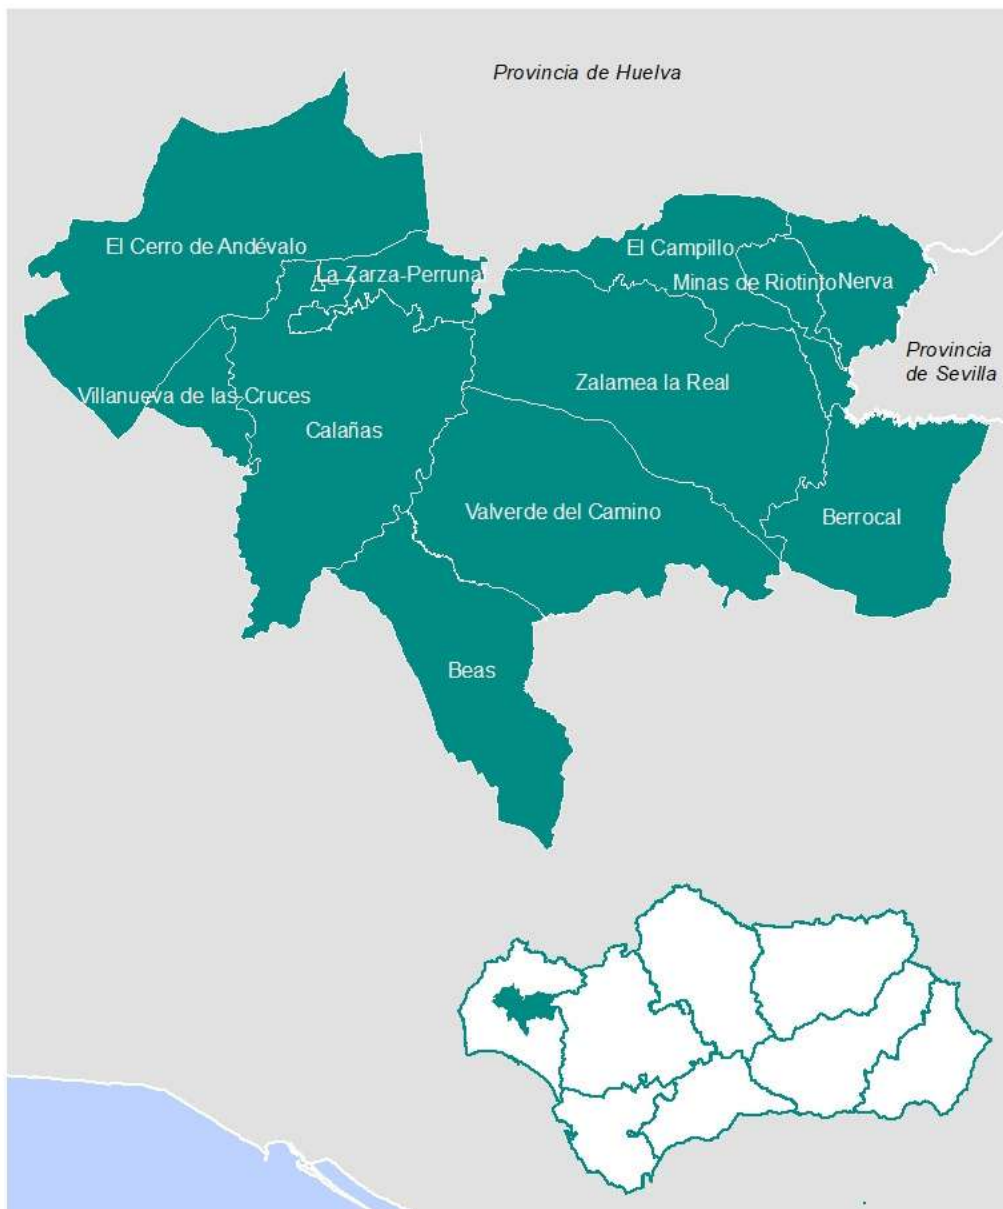 Provincia de Huelva
El Cerro de Andévalo
El Campillo
La Zarza-Perrunal
Minas de Riotinto
Nerva
Provincia
de Sevilla
Villanueva de las Cruces
Zalamea la Real
Calañas
Valverde del Camino
Berrocal
Beas